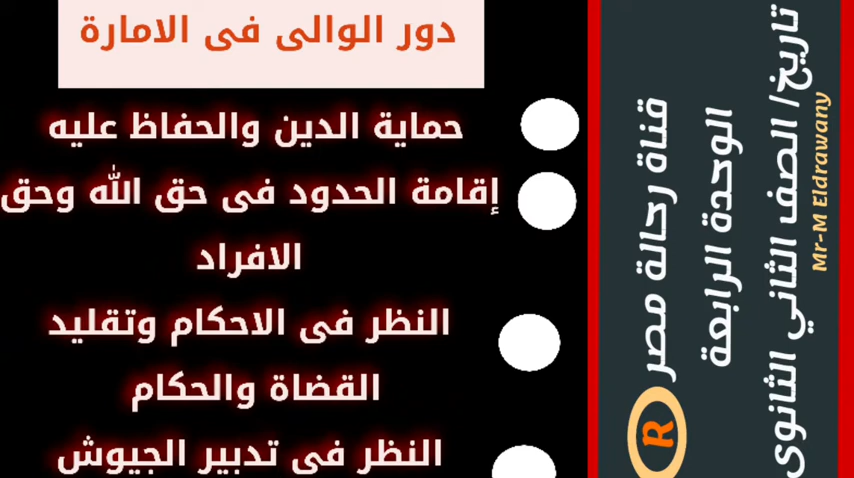 دور الوالى فى الامارة
حماية الدين والحفاظ عليه
إقامة الحدود فى حق الله وحق
الافراد
النظر فى الاحكام وتقليد
القضاة والحكام
النظر فى تدبير الجيوش
تاريخ/ الصف الثاني الثانوى
Mr-M Eldrawany
الوحدة الرابعة
قناة رحالة مصر
R